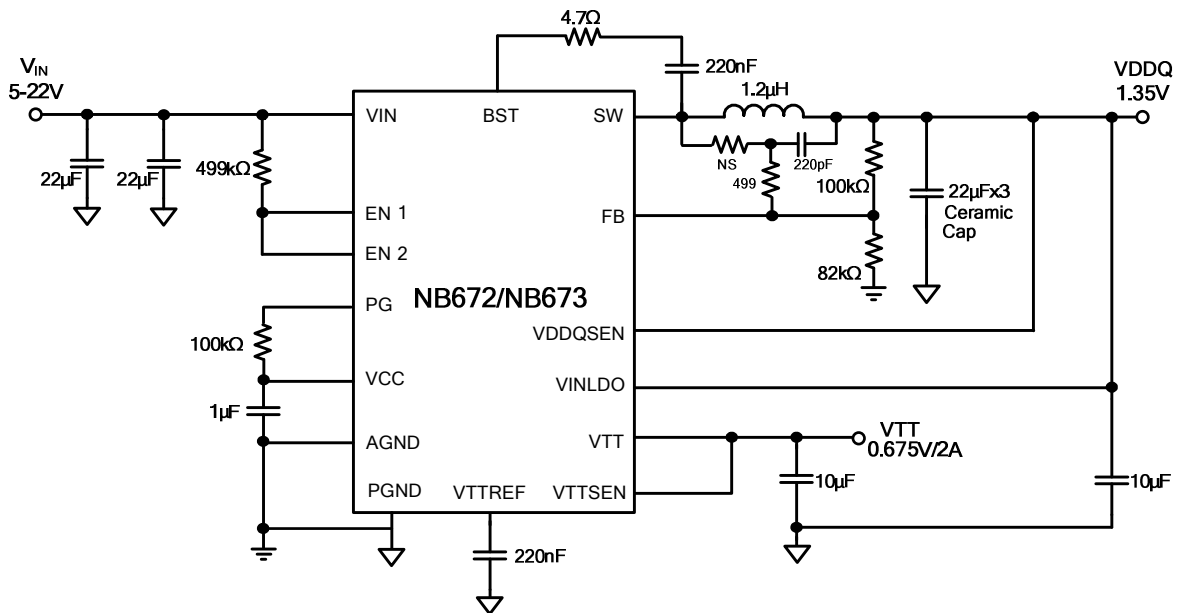 4.7Ω
VIN
5-22V
220nF
1.2µH
VDDQ
1.35V
VIN
BST
SW
22µF
22µF
499kΩ
NS
220pF
499
100kΩ
22µFx3
Ceramic
Cap
EN 1
FB
EN 2
82kΩ
NB672/NB673
PG
VDDQSEN
100kΩ
VCC
VINLDO
1µF
AGND
VTT
VTT
0.675V/2A
PGND
VTTREF
VTTSEN
10µF
10µF
220nF